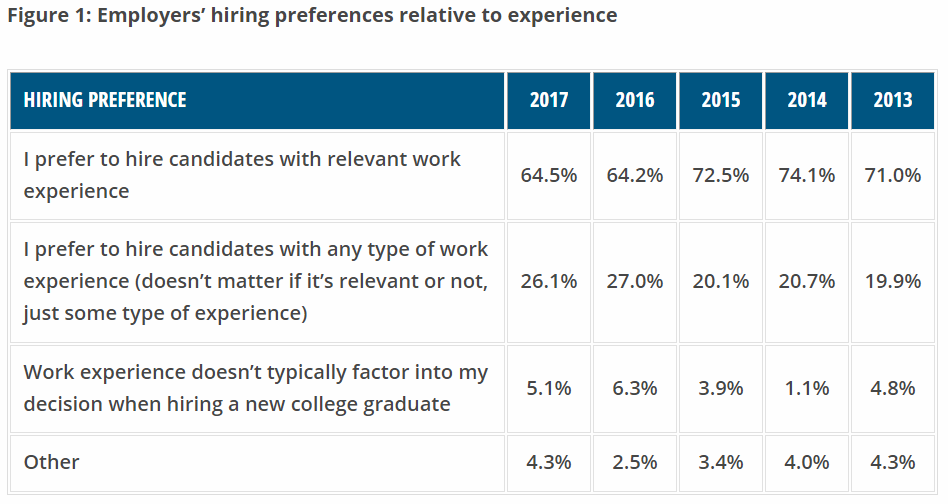 Figure 1: Employers’ hiring preferences relative to experience
HIRING PREFERENCE 2017 2016 2015 2014 2013
I prefer to hire candidates with relevant work
experience
64.5% 64.2% 72.5% 74.1% 71.0%
I prefer to hire candidates with any type of work
experience (doesn’t matter if it’s relevant or not,
just some type of experience)
26.1% 27.0% 20.1% 20.7% 19.9%
Work experience doesn’t typically factor into my
decision when hiring a new college graduate
5.1% 6.3% 3.9% 1.1% 4.8%
Other 4.3% 2.5% 3.4% 4.0% 4.3%